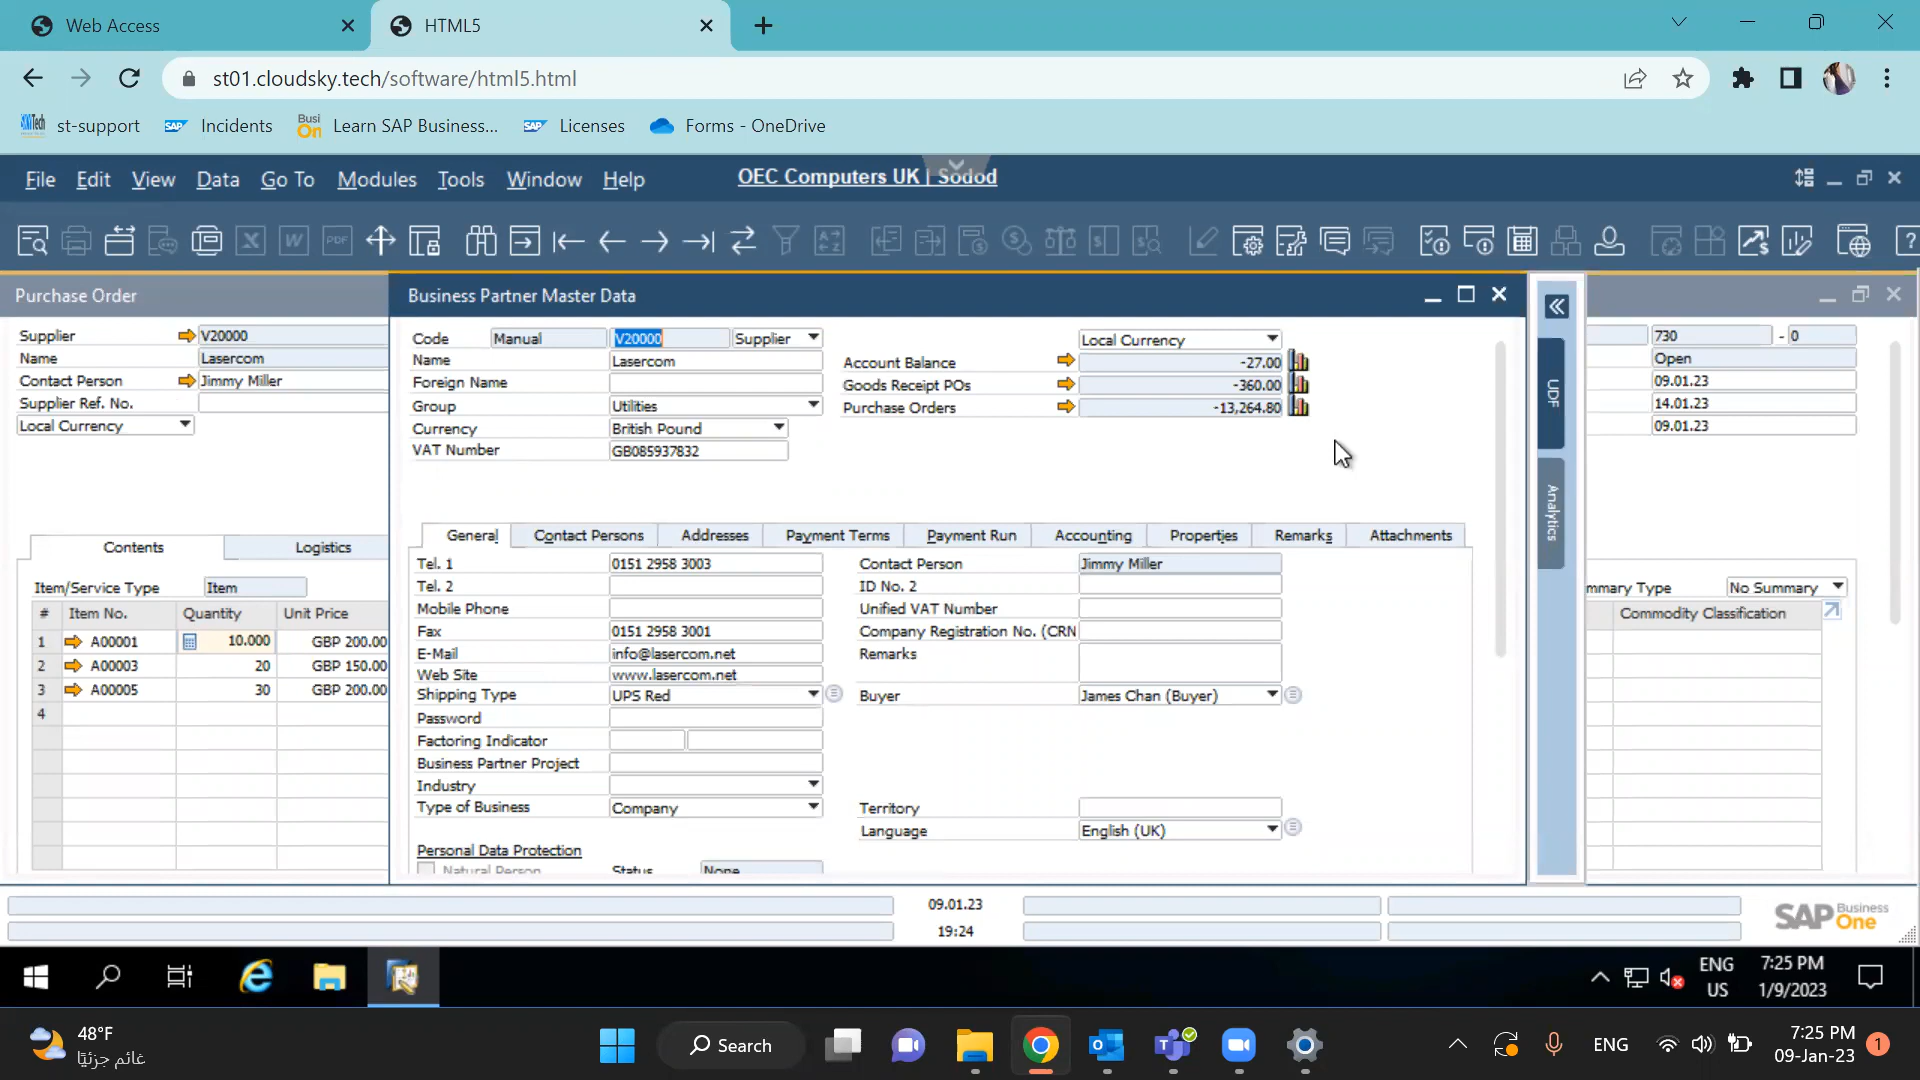 Web Access
HTML5
st01.cloudsky.tech/software/html5.html
st-support
Incidents
Learn SAP Business...
Licenses
Forms - OneDrive
File Edit View Data Go To Modules Tools Window Help
OEC Computers UK | Sodod
Purchase Order
Supplier V20000
Name Lasercom
Contact Person Jimmy Miller
Supplier Ref. No.
Local Currency
Contents Logistics
Item/Service Type Item
# Item No. Quantity Unit Price
1 A00001 10.000 GBP 200.00
2 A00003 20 GBP 150.00
3 A00005 30 GBP 200.00
4
Business Partner Master Data
Code Manual V20000 Supplier
Name Lasercom
Foreign Name
Group Utilities
Currency British Pound
VAT Number GB085937832
Local Currency
Account Balance -27.00
Goods Receipt POs -360.00
Purchase Orders -13,264.80
General Contact Persons Addresses Payment Terms Payment Run Accounting Properties Remarks Attachments
Tel. 1 0151 2958 3003
Tel. 2
Mobile Phone
Fax 0151 2958 3001
E-Mail info@lasercom.net
Web Site www.lasercom.net
Shipping Type UPS Red
Password
Factoring Indicator
Business Partner Project
Industry
Type of Business Company
Personal Data Protection
Natural Person Status None
Contact Person Jimmy Miller
ID No. 2
Unified VAT Number
Company Registration No. (CRN
Remarks
Buyer James Chan (Buyer)
Territory
Language English (UK)
UDF
Analytics
730 - 0
Open
09.01.23
14.01.23
09.01.23
mmary Type No Summary
Commodity Classification
09.01.23
19:24
SAP Business One
ENG
US
7:25 PM
1/9/2023
48°F
غائم جزئيًا
Search
ENG
7:25 PM
09-Jan-23
1